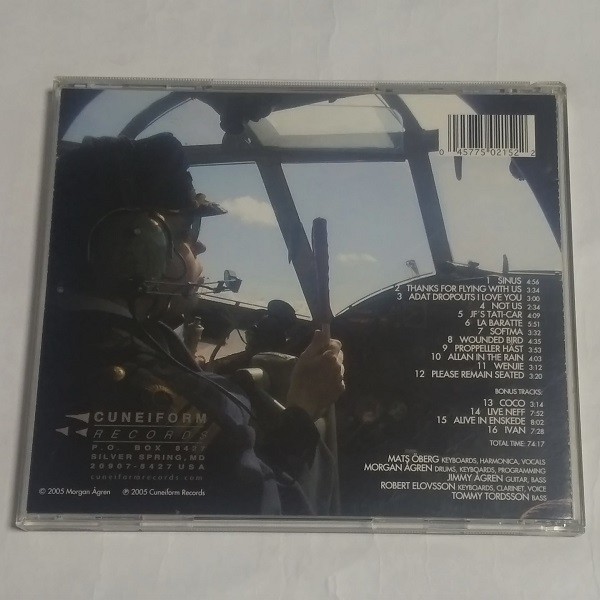 0 45775 02152 2
1 SINUS 4:56
2 THANKS FOR FLYING WITH US 3:34
3 ADAT DROPOUTS I LOVE YOU 3:00
4 NOT US 2:34
5 JF'S TATI-CAR 4:09
6 LA BARATTE 5:51
7 SOFTMA 3:32
8 WOUNDED BIRD 4:35
9 PROPPELER HAST 3:53
10 ALLAN IN THE RAIN 4:03
11 WENJIE 3:12
12 PLEASE REMAIN SEATED 3:20
BONUS TRACKS:
13 COCO 3:14
14 LIVE NEFF 7:52
15 ALIVE IN ENSKEDE 8:02
16 IVAN 7:28
TOTAL TIME: 74:17
MATS ÖBERG KEYBOARDS, HARMONICA, VOCALS
MORGAN ÅGREN DRUMS, KEYBOARDS, PROGRAMMING
JIMMY ÅGREN GUITAR, BASS
ROBERT ELOVSSON KEYBOARDS, CLARINET, VOICE
TOMMY TORDSSON BASS
CUNEIFORM
RECORDS
P.O. BOX 8427
SILVER SPRING, MD
20907-8427 USA
cuneiformrecords.com
© 2005 Morgan Ågren ℗ 2005 Cuneiform Records